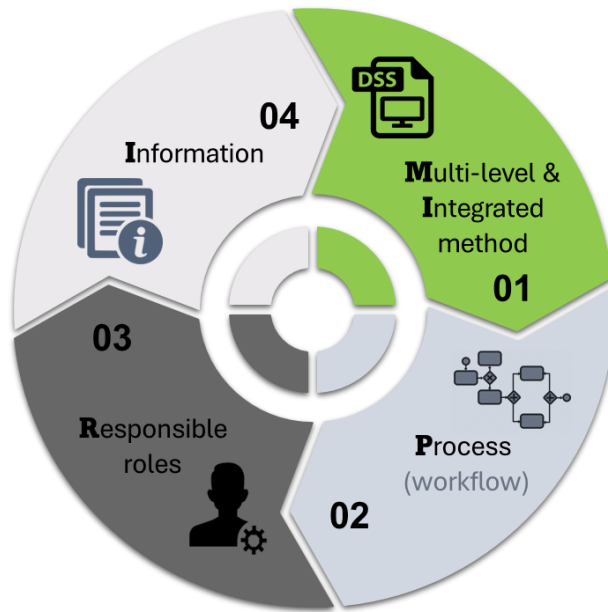 DSS
Multi-level &
Integrated
method
01
Process
(workflow)
02
03
Responsible
roles
04
Information
i